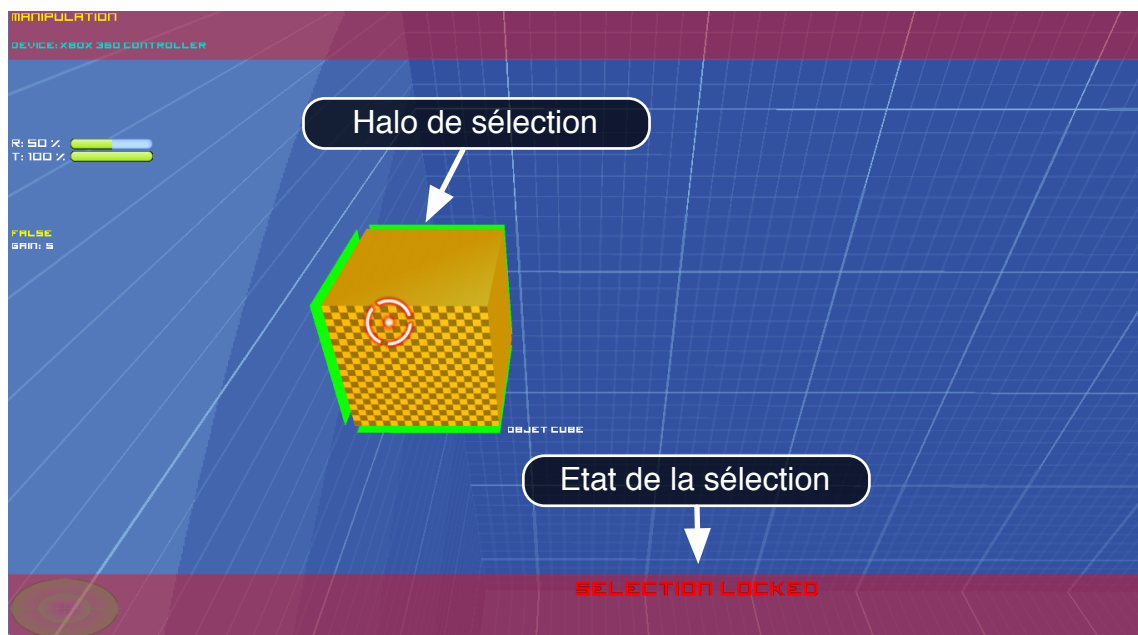 MANIPULATION
DEVICE: XBOX 360 CONTROLLER
Halo de sélection
R: 50 %
T: 100 %
FALSE
GAIN: 5
OBJET CUBE
Etat de la sélection
SELECTION LOCKED